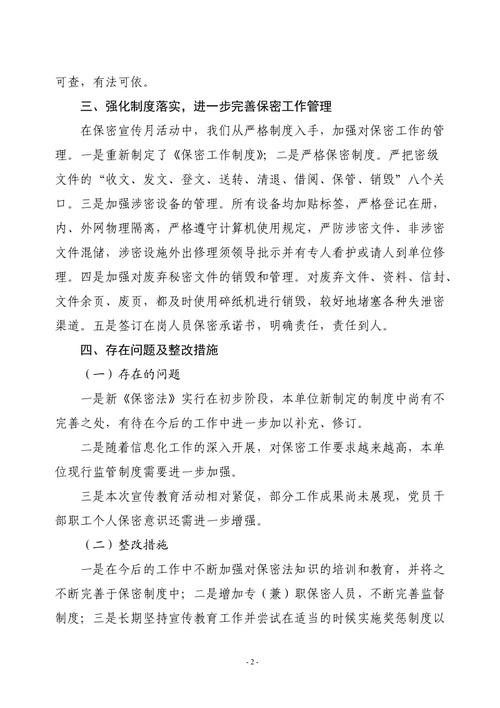 可查，有法可依。
三、强化制度落实，进一步完善保密工作管理
在保密宣传月活动中，我们从严格制度入手，加强对保密工作的管
理。一是重新制定了《保密工作制度》；二是严格保密制度。严把密级
文件的“收文、发文、登文、送转、清退、借阅、保管、销毁”八个关
口。三是加强涉密设备的管理。所有设备均加贴标签，严格登记在册，
内、外网物理隔离，严格遵守计算机使用规定，严防涉密文件、非涉密
文件混储，涉密设施外出修理须领导批示并有专人看护或请人到单位修
理。四是加强对废弃秘密文件的销毁和管理。对废弃文件、资料、信封、
文件余页、废页，都及时使用碎纸机进行销毁，较好地堵塞各种失泄密
渠道。五是签订在岗人员保密承诺书，明确责任，责任到人。
四、存在问题及整改措施
（一）存在的问题
一是新《保密法》实行在初步阶段，本单位新制定的制度中尚有不
完善之处，有待在今后的工作中进一步加以补充、修订。
二是随着信息化工作的深入开展，对保密工作要求越来越高，本单
位现行监管制度需要进一步加强。
三是本次宣传教育活动相对紧促，部分工作成果尚未展现，党员干
部职工个人保密意识还需进一步增强。
（二）整改措施
一是在今后的工作中不断加强对保密法知识的培训和教育，并将之
不断完善于保密制度中；二是增加专（兼）职保密人员，不断完善监督
制度；三是长期坚持宣传教育工作并尝试在适当的时候实施奖惩制度以
- 2 -